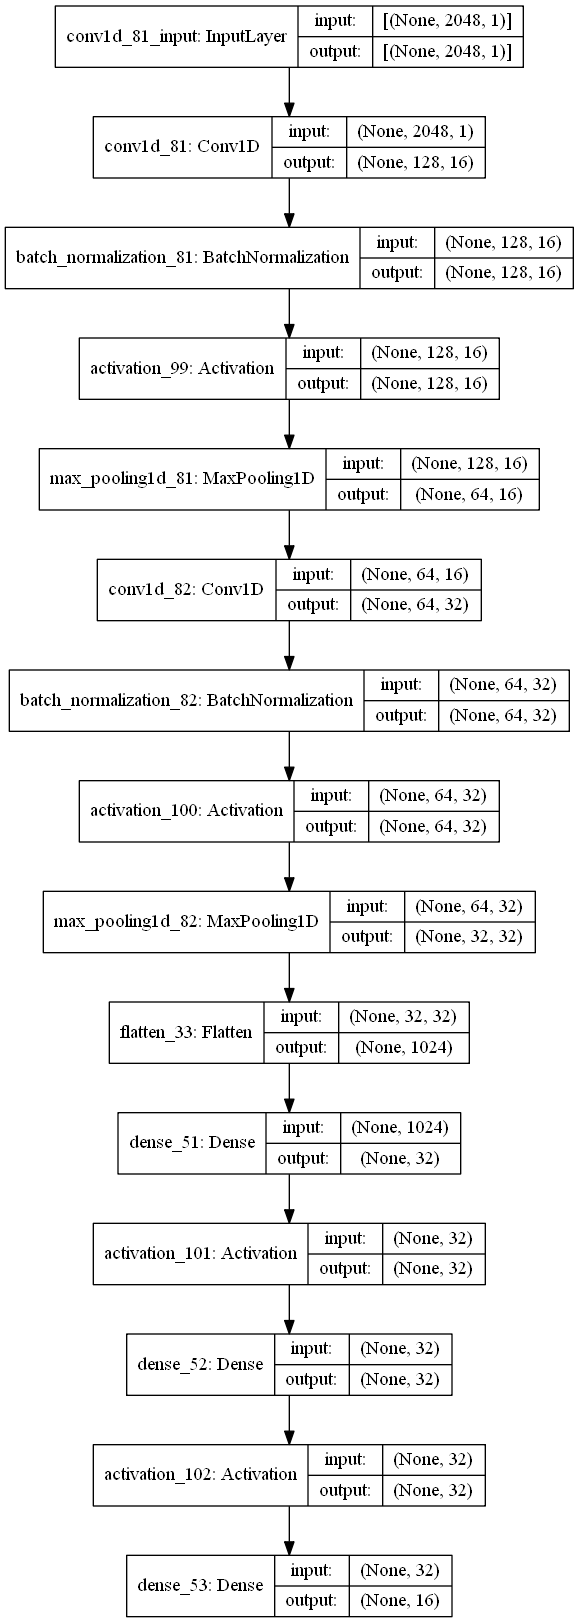 conv1d_81_input: InputLayer
input: [(None, 2048, 1)]
output: [(None, 2048, 1)]
conv1d_81: Conv1D
input: (None, 2048, 1)
output: (None, 128, 16)
batch_normalization_81: BatchNormalization
input: (None, 128, 16)
output: (None, 128, 16)
activation_99: Activation
input: (None, 128, 16)
output: (None, 128, 16)
max_pooling1d_81: MaxPooling1D
input: (None, 128, 16)
output: (None, 64, 16)
conv1d_82: Conv1D
input: (None, 64, 16)
output: (None, 64, 32)
batch_normalization_82: BatchNormalization
input: (None, 64, 32)
output: (None, 64, 32)
activation_100: Activation
input: (None, 64, 32)
output: (None, 64, 32)
max_pooling1d_82: MaxPooling1D
input: (None, 64, 32)
output: (None, 32, 32)
flatten_33: Flatten
input: (None, 32, 32)
output: (None, 1024)
dense_51: Dense
input: (None, 1024)
output: (None, 32)
activation_101: Activation
input: (None, 32)
output: (None, 32)
dense_52: Dense
input: (None, 32)
output: (None, 32)
activation_102: Activation
input: (None, 32)
output: (None, 32)
dense_53: Dense
input: (None, 32)
output: (None, 16)